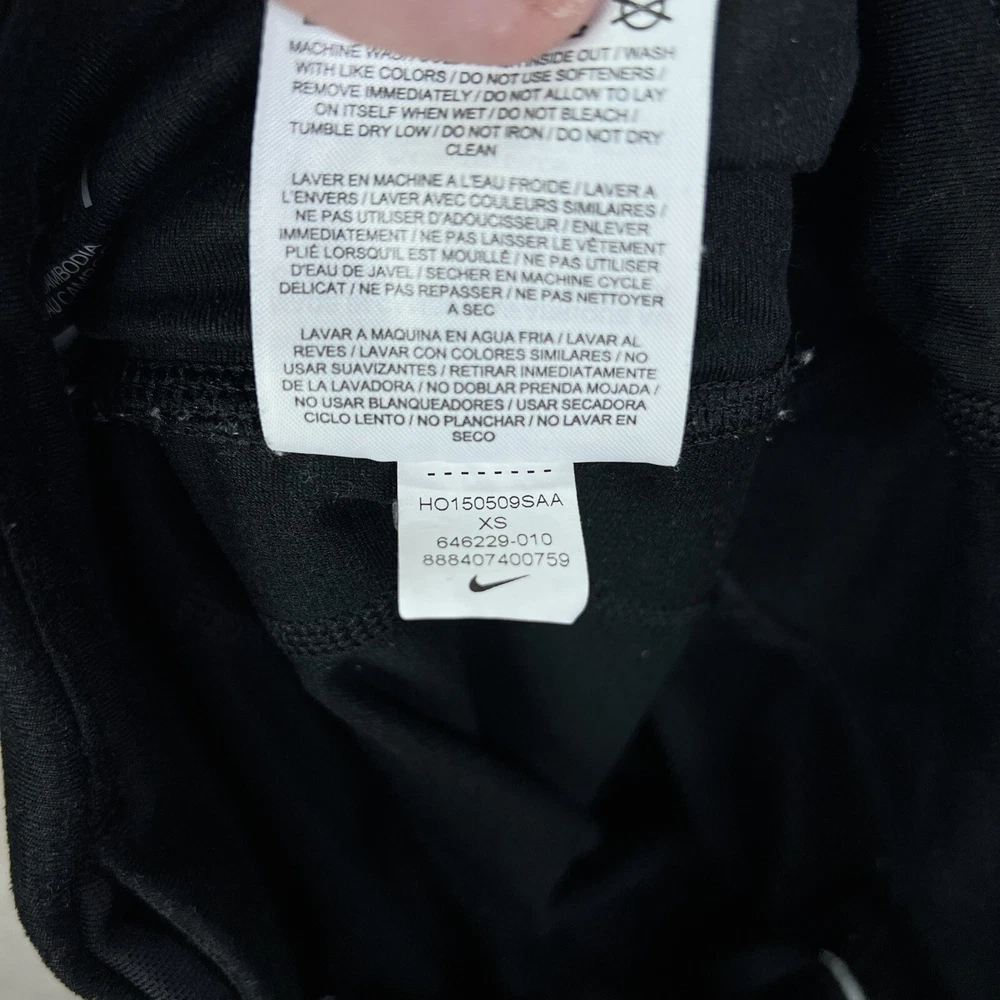 MACHINE INSIDE OUT / WASH
WITH LIKE COLORS / DO NOT USE SOFTENERS /
REMOVE IMMEDIATELY / DO NOT ALLOW TO LAY
ON ITSELF WHEN WET / DO NOT BLEACH /
TUMBLE DRY LOW / DO NOT IRON / DO NOT DRY
CLEAN
LAVER EN MACHINE A L'EAU FROIDE / LAVER A
L'ENVERS / LAVER AVEC COULEURS SIMILAIRES /
NE PAS UTILISER D'ADOUCISSEUR / ENLEVER
IMMEDIATEMENT / NE PAS LAISSER LE VÊTEMENT
PLIÉ LORSQU'IL EST MOUILLÉ / NE PAS UTILISER
D'EAU DE JAVEL / SECHER EN MACHINE CYCLE
DELICAT / NE PAS REPASSER / NE PAS NETTOYER
A SEC
LAVAR A MAQUINA EN AGUA FRIA / LAVAR AL
REVES / LAVAR CON COLORES SIMILARES / NO
USAR SUAVIZANTES / RETIRAR INMEDIATAMENTE
DE LA LAVADORA / NO DOBLAR PRENDA MOJADA /
NO USAR BLANQUEADORES / USAR SECADORA
CICLO LENTO / NO PLANCHAR / NO LAVAR EN
SECO
HO150509SAA
XS
646229-010
888407400759